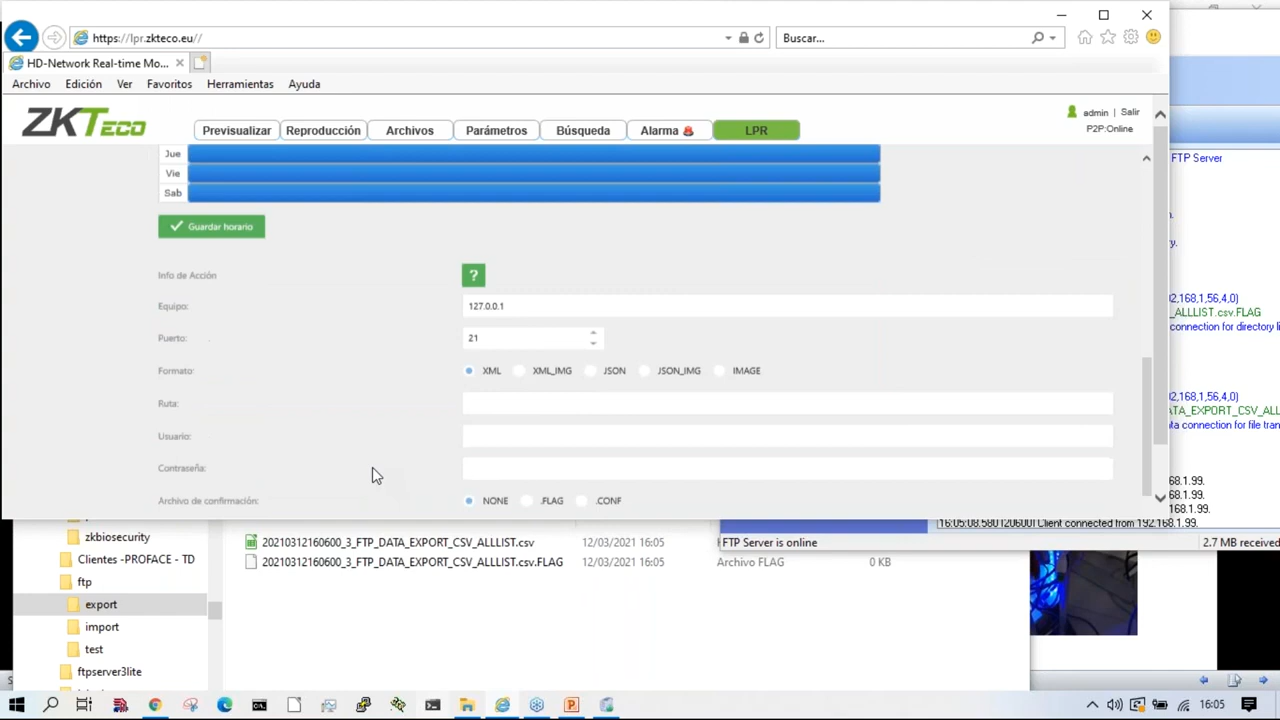 https://lpr.zkteco.eu//
Buscar...
HD-Network Real-time Mo...
Archivo Edición Ver Favoritos Herramientas Ayuda
ZKTeco
Previsualizar Reproducción Archivos Parámetros Búsqueda Alarma LPR
admin | Salir
P2P:Online
FTP Server
Jue
Vie
Sab
Guardar horario
Info de Acción ?
Equipo: 127.0.0.1
Puerto: 21
Formato: XML XML_IMG JSON JSON_IMG IMAGE
Ruta:
Usuario:
Contraseña:
Archivo de confirmación: NONE .FLAG .CONF
2,168,1,56,4,0)
_ALLLIST.csv.FLAG
connection for directory li
,192,168,1,56,4,0)
TA_EXPORT_CSV_ALL
ta connection for file tran
168.1.99.
168.1.99.
168.1.99.
[16:05:08.580120600] Client connected from 192.168.1.99.
FTP Server is online 2.7 MB received
zkbiosecurity
Clientes -PROFACE - TD
ftp
export
import
test
ftpserver3lite
20210312160600_3_FTP_DATA_EXPORT_CSV_ALLLIST.csv 12/03/2021 16:05
20210312160600_3_FTP_DATA_EXPORT_CSV_ALLLIST.csv.FLAG 12/03/2021 16:05 Archivo FLAG 0 KB
16:05